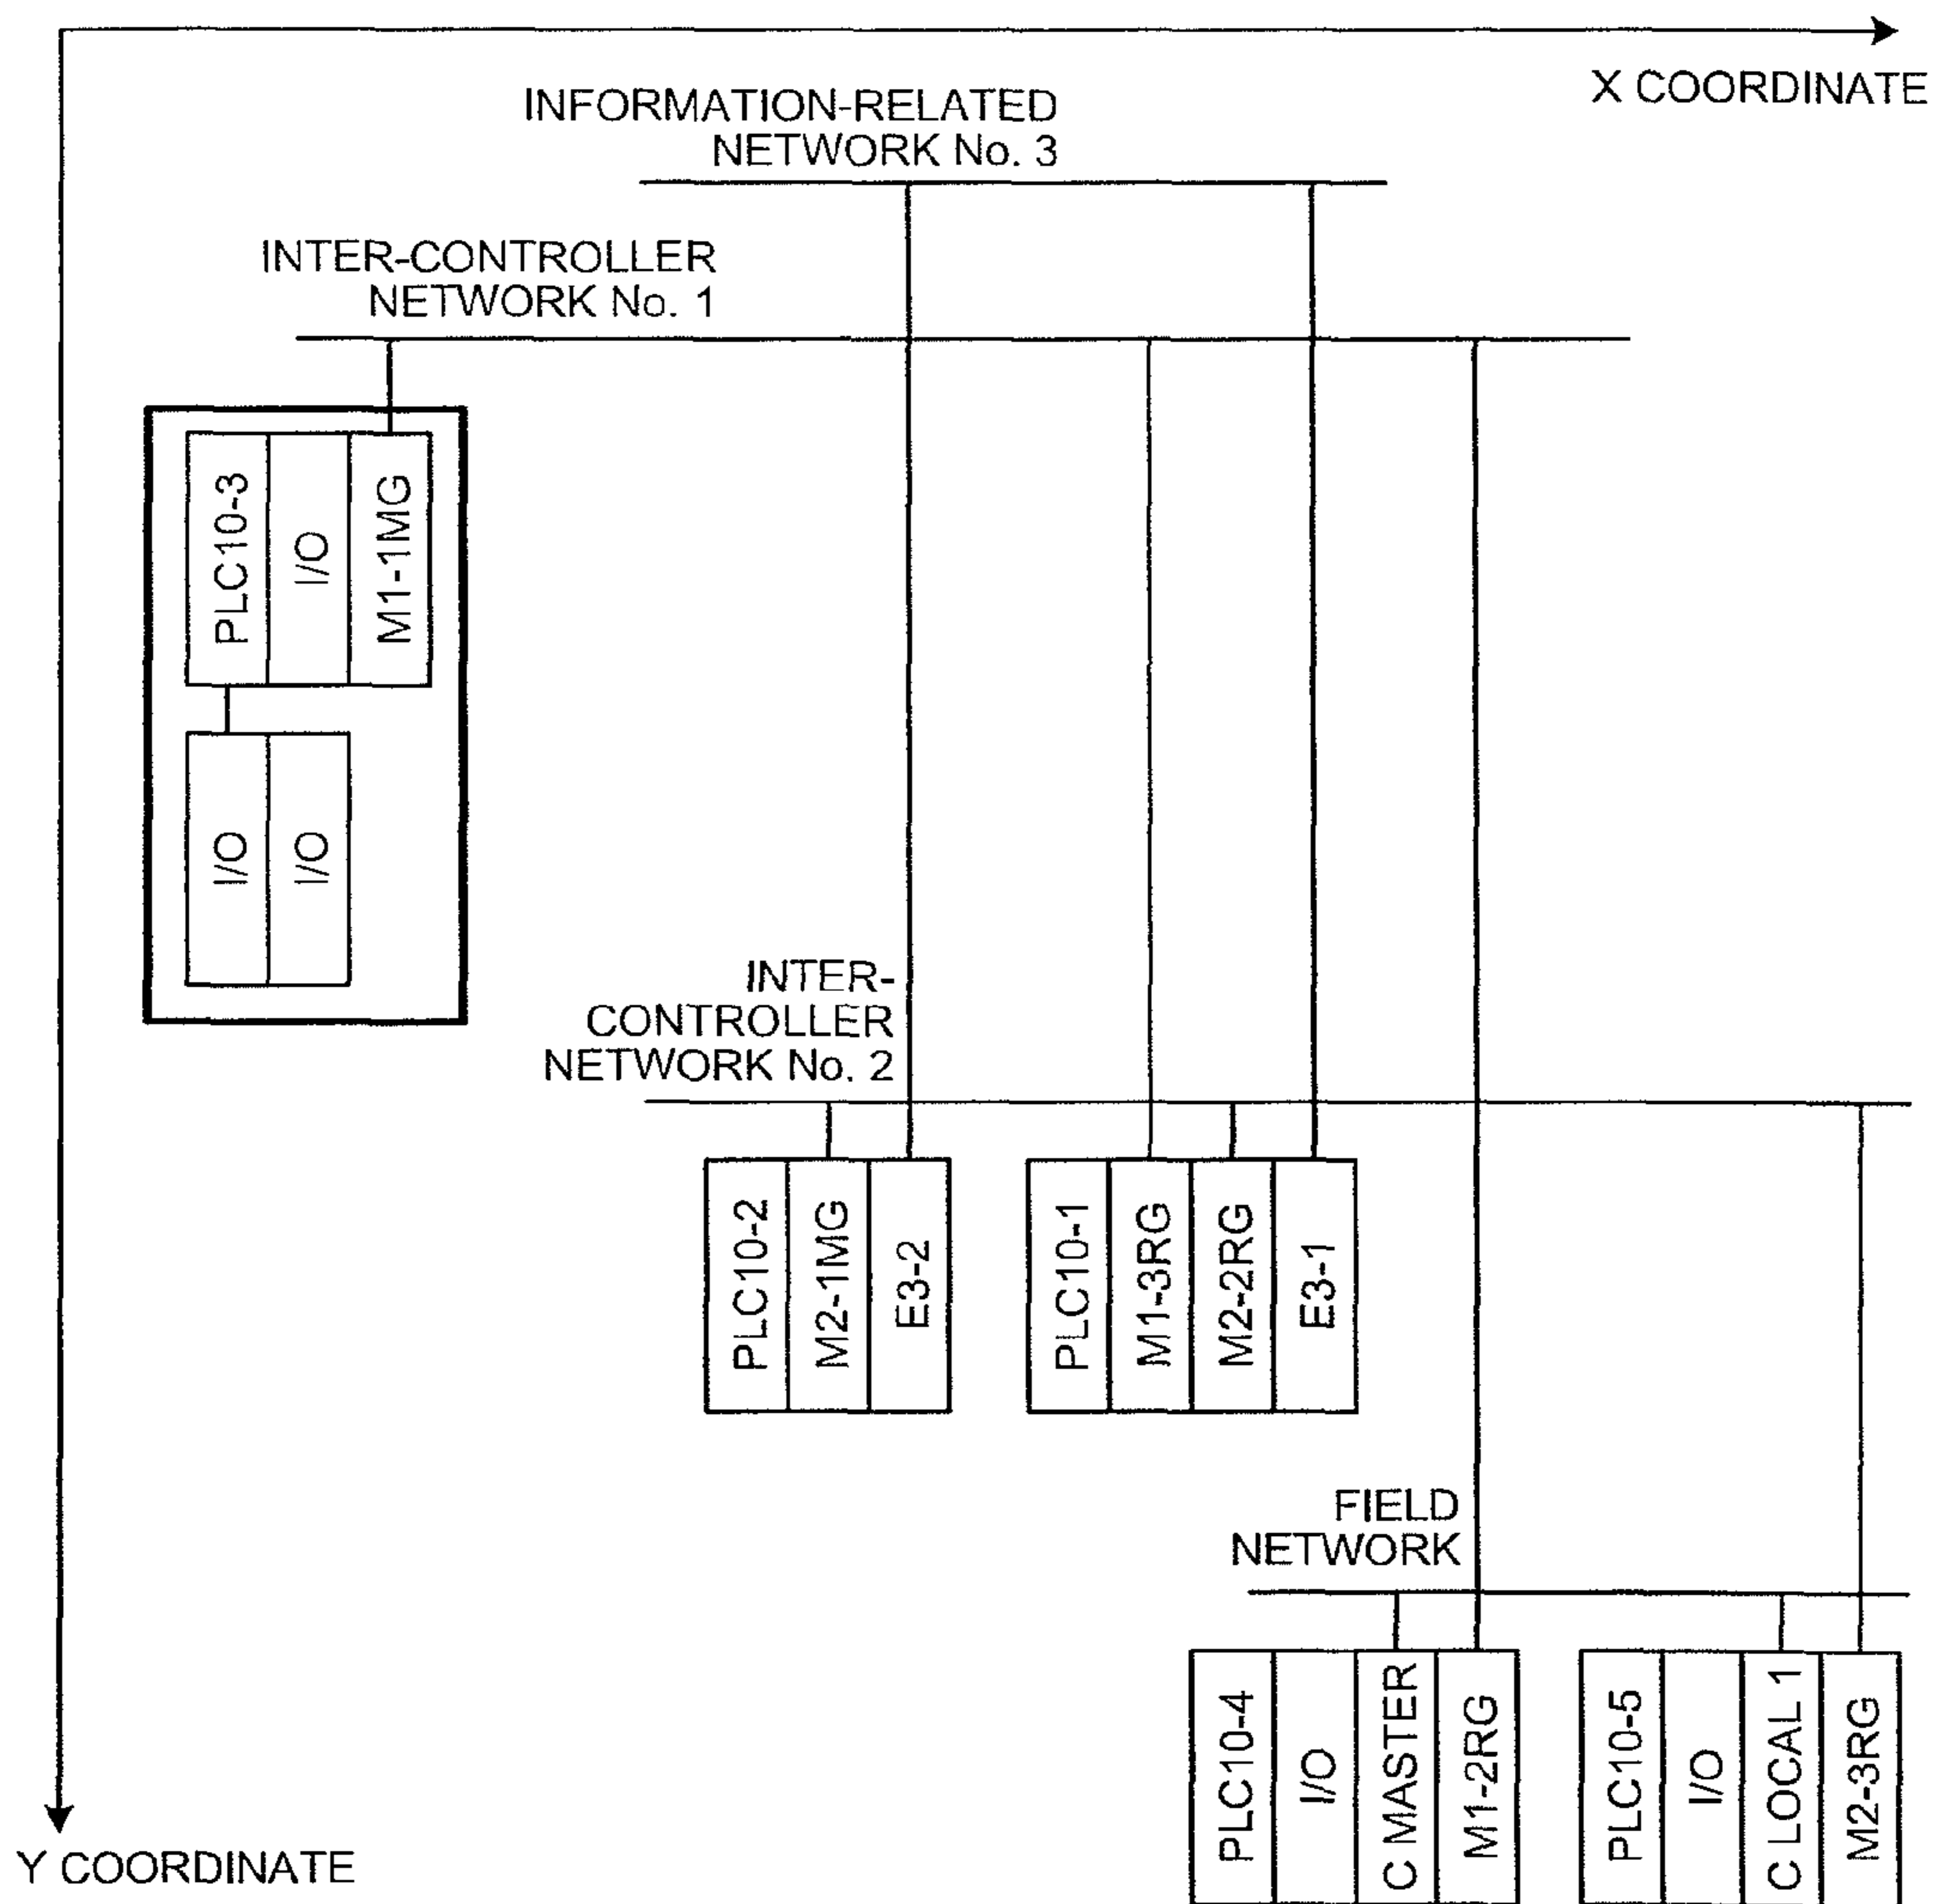 X COORDINATE
INFORMATION-RELATED
NETWORK No. 3
INTER-CONTROLLER
NETWORK No. 1
PLC10-3
I/O
M1-1MG
I/O
I/O
INTER-
CONTROLLER
NETWORK No. 2
PLC10-2
M2-1MG
E3-2
PLC10-1
M1-3RG
M2-2RG
E3-1
FIELD
NETWORK
PLC10-4
I/O
C MASTER
M1-2RG
PLC10-5
I/O
C LOCAL 1
M2-3RG
Y COORDINATE